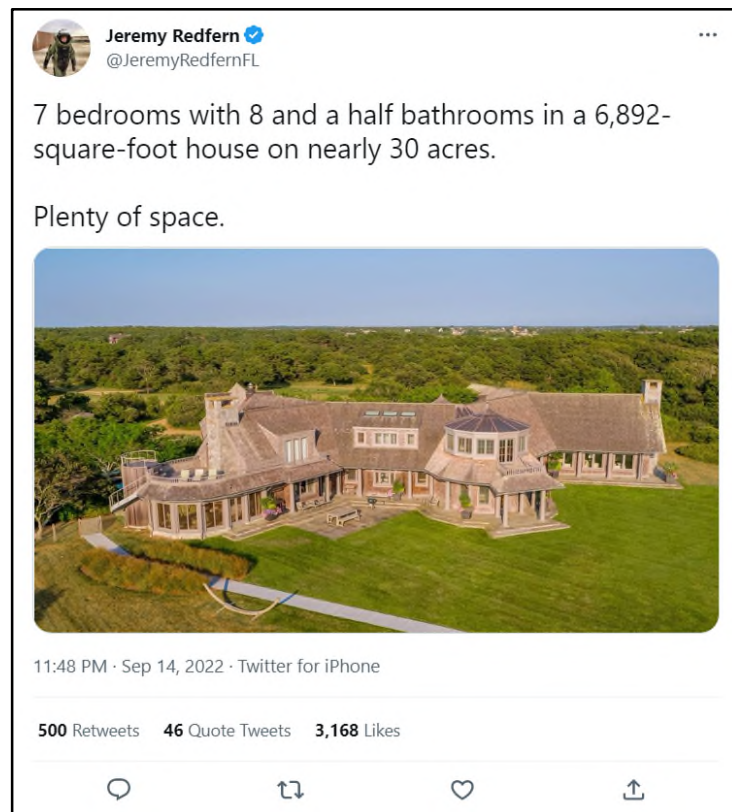 Jeremy Redfern
@JeremyRedfernFL
7 bedrooms with 8 and a half bathrooms in a 6,892-
square-foot house on nearly 30 acres.
Plenty of space.
11:48 PM · Sep 14, 2022 · Twitter for iPhone
500 Retweets 46 Quote Tweets 3,168 Likes